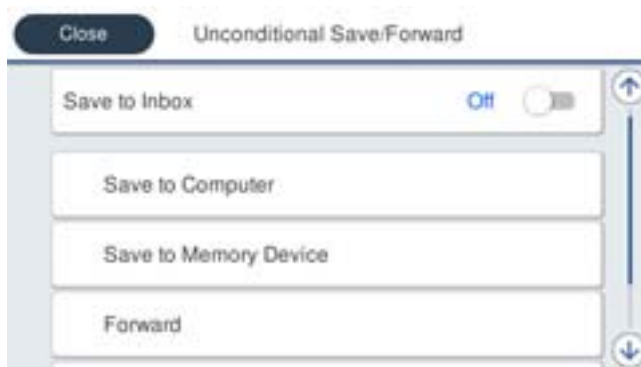 Close
Unconditional Save/Forward
Save to Inbox Off
Save to Computer
Save to Memory Device
Forward